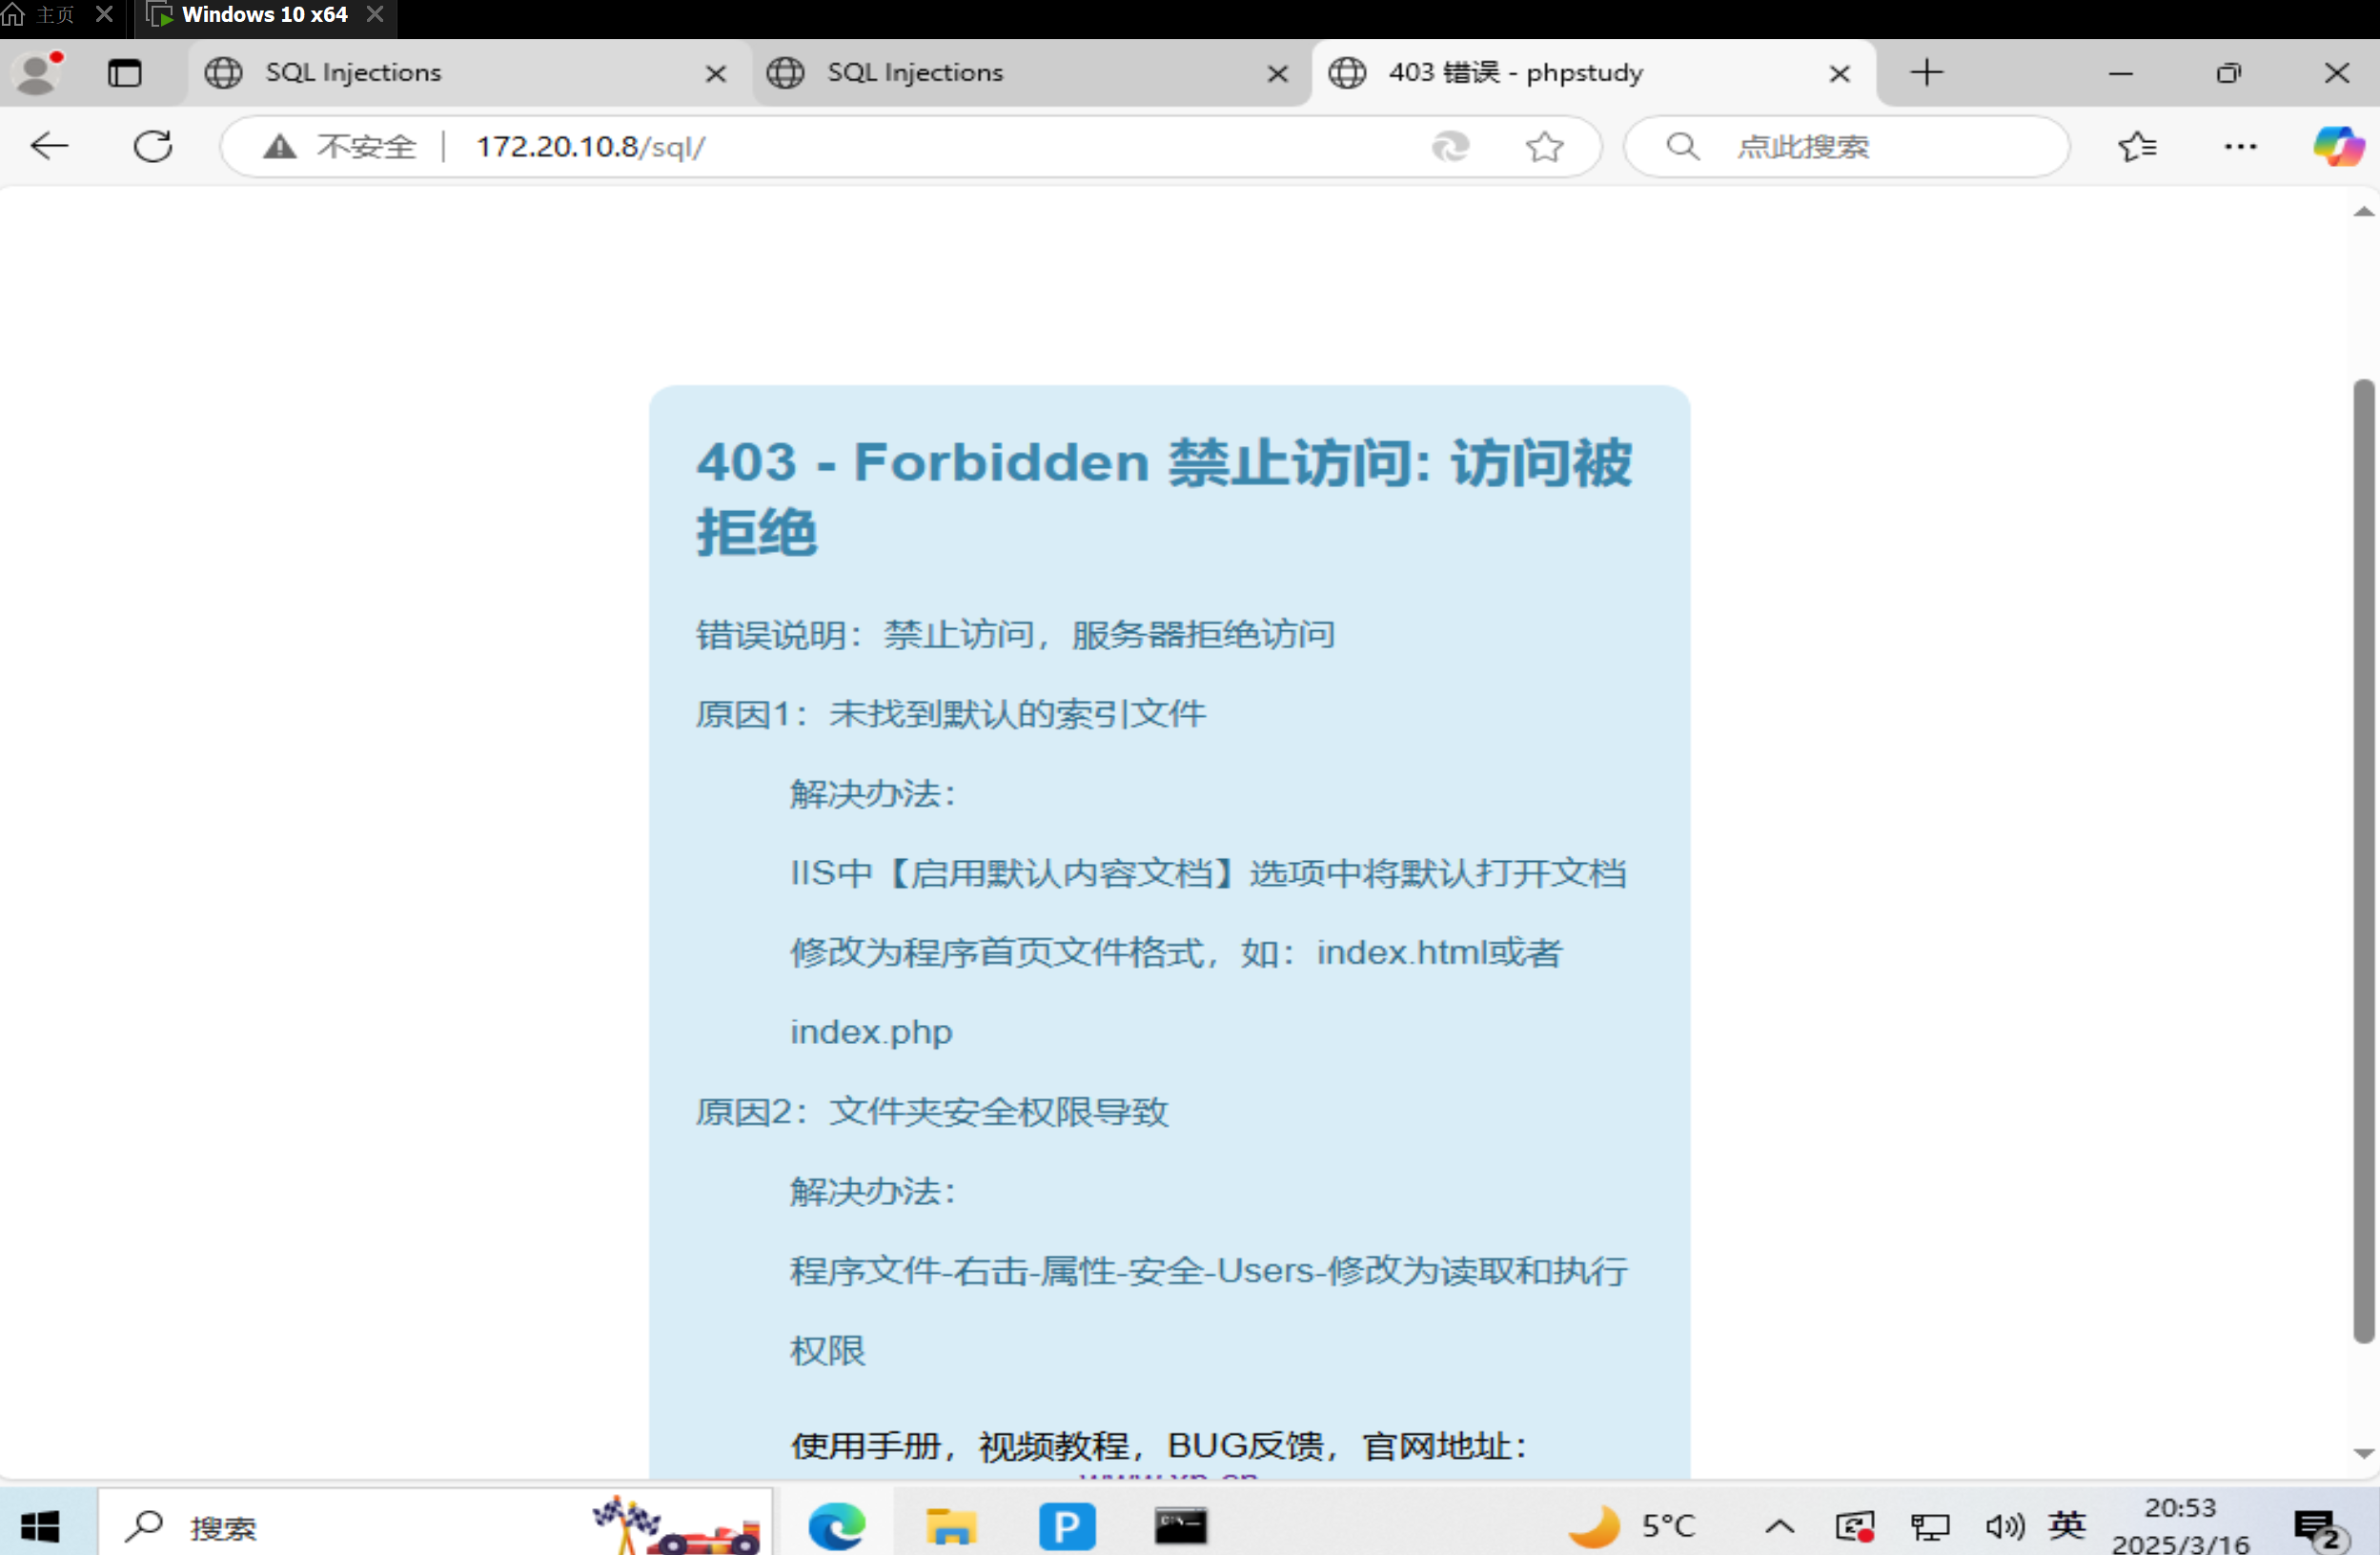 主页
Windows 10 x64
SQL Injections
SQL Injections
403 错误 - phpstudy
不安全
172.20.10.8/sql/
点此搜索
403 - Forbidden 禁止访问: 访问被
拒绝
错误说明：禁止访问，服务器拒绝访问
原因1：未找到默认的索引文件
解决办法：
IIS中【启用默认内容文档】选项中将默认打开文档
修改为程序首页文件格式，如：index.html或者
index.php
原因2：文件夹安全权限导致
解决办法：
程序文件-右击-属性-安全-Users-修改为读取和执行
权限
使用手册，视频教程，BUG反馈，官网地址：
搜索
5°C
英
20:53
2025/3/16
2